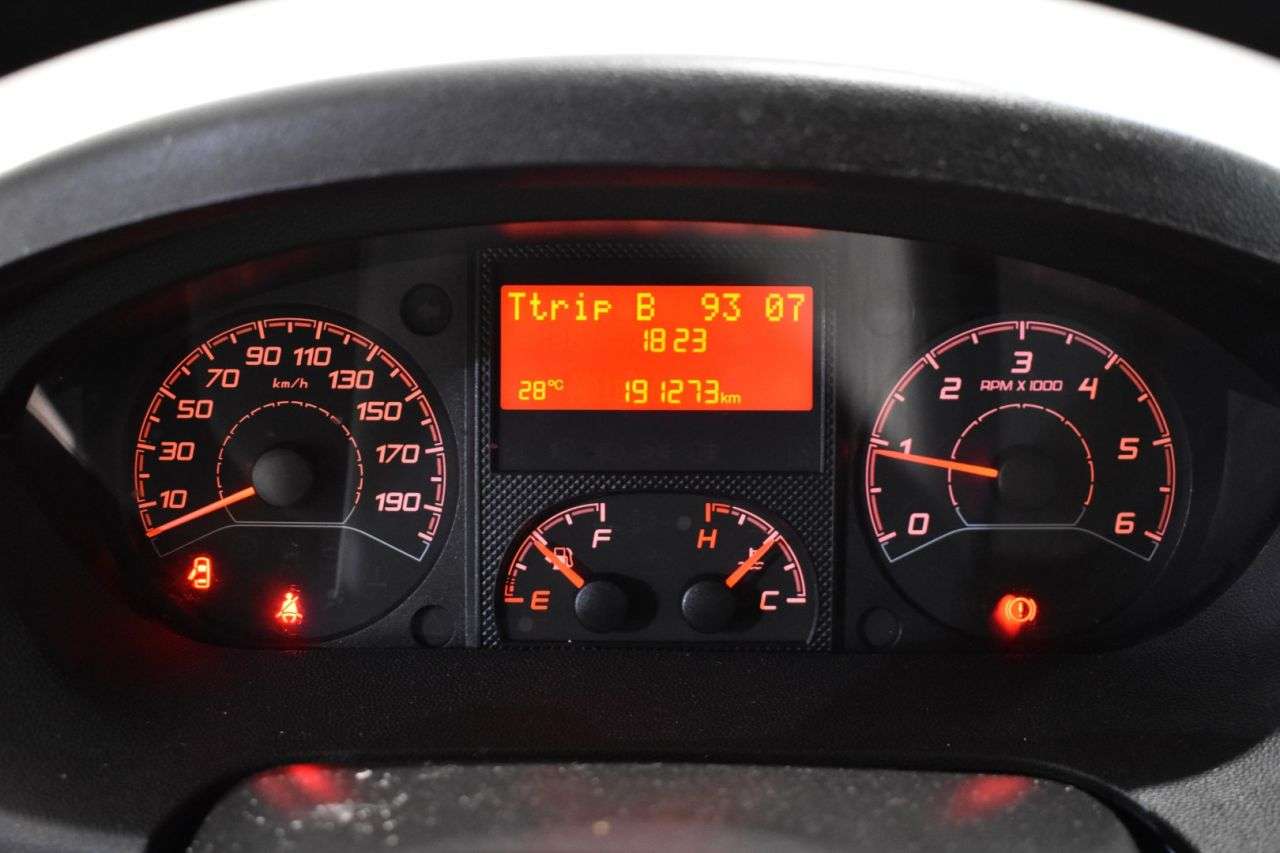 Ttrip B 93 07
18 23
28°C 191273km
10 30 50 70 90 110 130 150 170 190
km/h
0 1 2 3 4 5 6
RPM X 1000
E F
H C